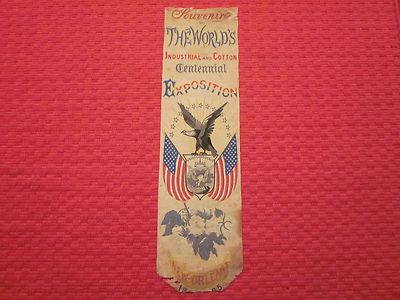 Souvenir
THE WORLD'S
INDUSTRIAL AND COTTON
Centennial
EXPOSITION
NEW-ORLEANS